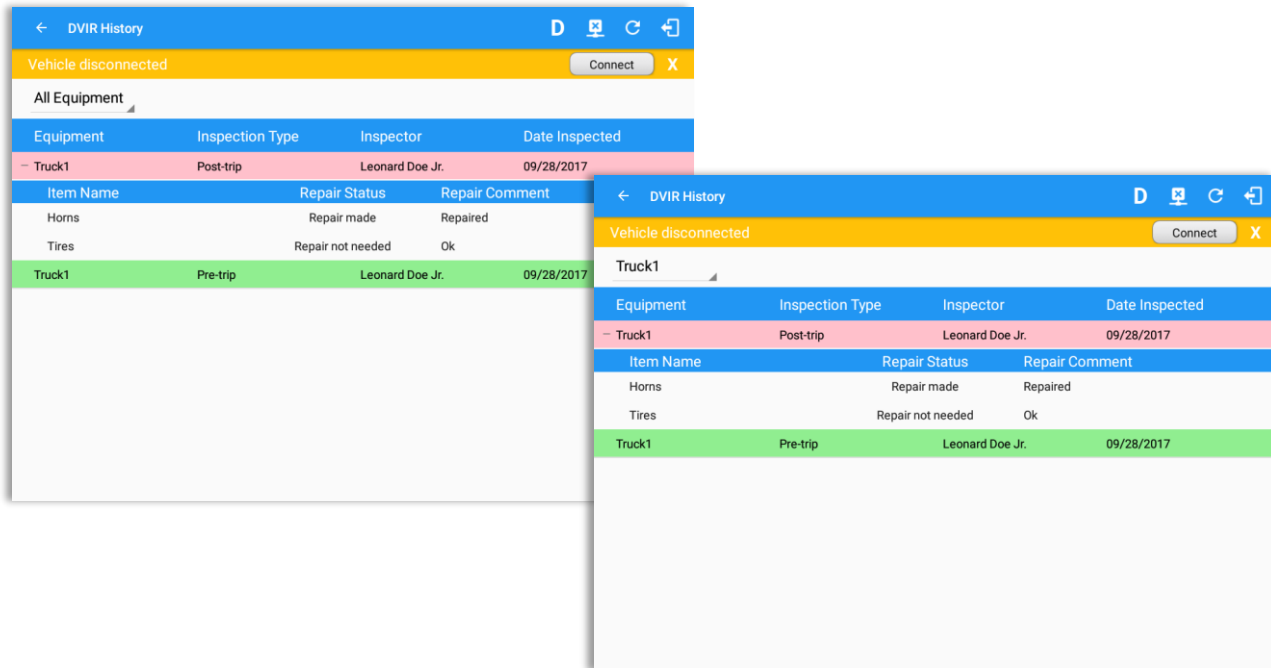 DVIR History D
Vehicle disconnected Connect X
All Equipment
Equipment Inspection Type Inspector Date Inspected
− Truck1 Post-trip Leonard Doe Jr. 09/28/2017
Item Name Repair Status Repair Comment
Horns Repair made Repaired
Tires Repair not needed Ok
Truck1 Pre-trip Leonard Doe Jr. 09/28/2017
DVIR History D
Vehicle disconnected Connect X
Truck1
Equipment Inspection Type Inspector Date Inspected
− Truck1 Post-trip Leonard Doe Jr. 09/28/2017
Item Name Repair Status Repair Comment
Horns Repair made Repaired
Tires Repair not needed Ok
Truck1 Pre-trip Leonard Doe Jr. 09/28/2017